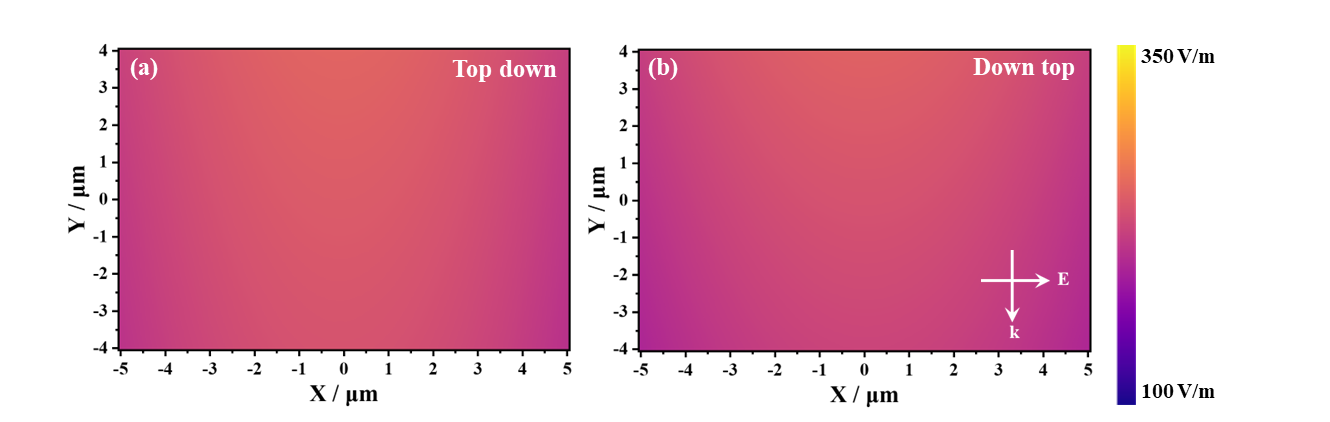 (a)
Top down
4
3
2
1
0
-1
-2
-3
-4
Y / μm
-5 -4 -3 -2 -1 0 1 2 3 4 5
X / μm
(b)
Down top
4
3
2
1
0
-1
-2
-3
-4
Y / μm
E
k
-5 -4 -3 -2 -1 0 1 2 3 4 5
X / μm
350 V/m
100 V/m